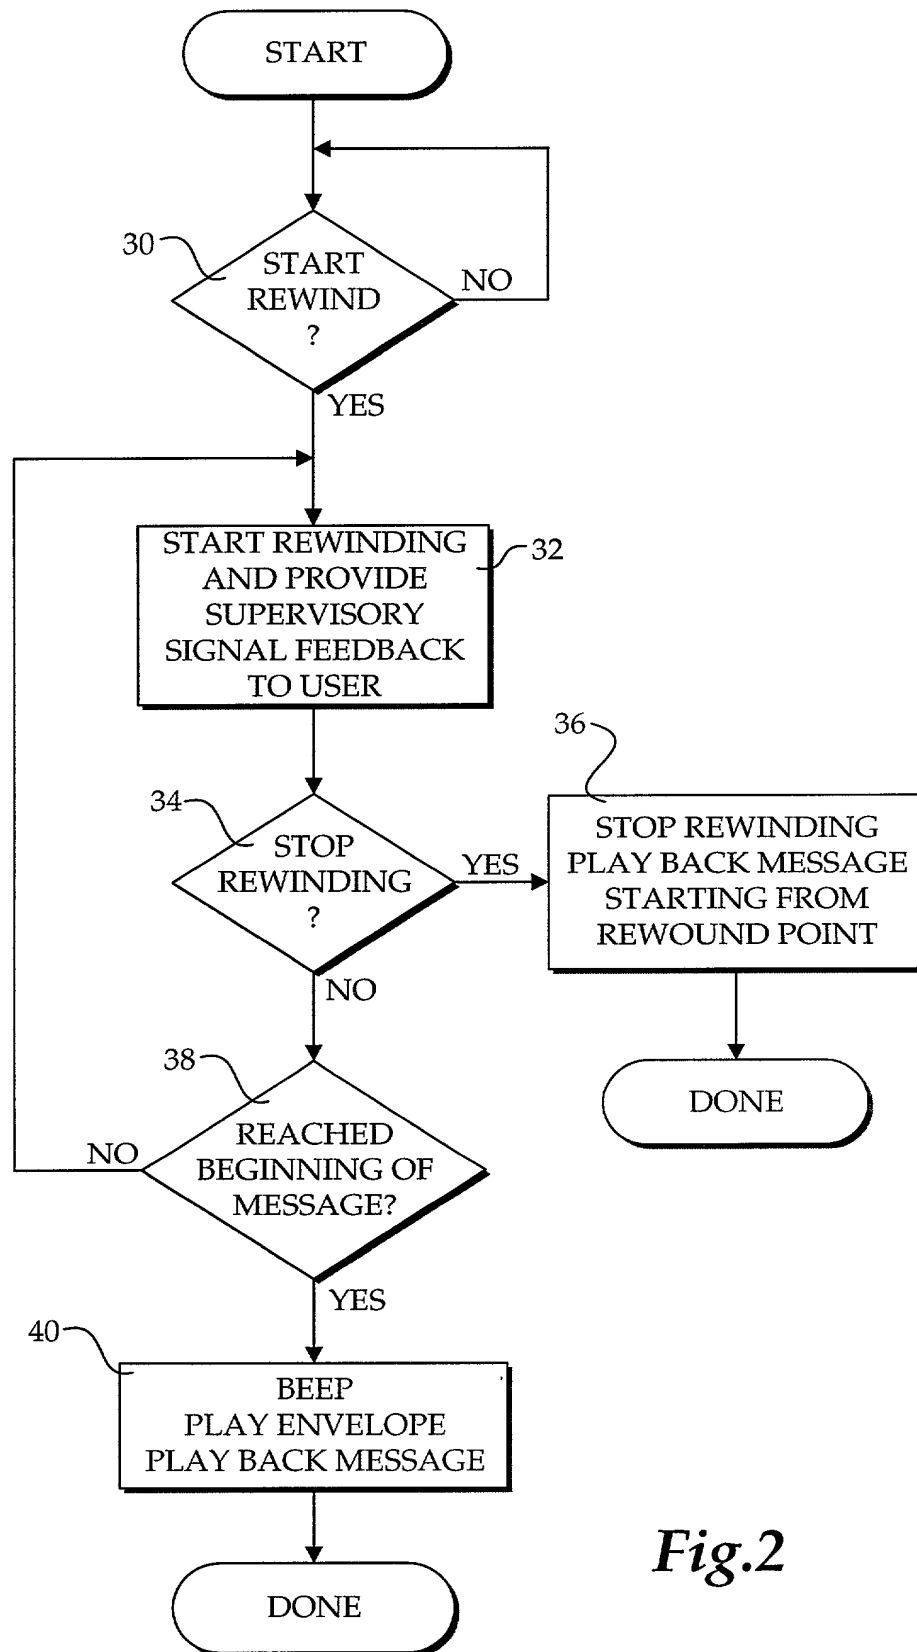 START
30
START
REWIND
?
NO
YES
START REWINDING
AND PROVIDE
SUPERVISORY
SIGNAL FEEDBACK
TO USER
32
34
STOP
REWINDING
?
YES
NO
36
STOP REWINDING
PLAY BACK MESSAGE
STARTING FROM
REWOUND POINT
DONE
38
REACHED
BEGINNING OF
MESSAGE?
NO
YES
40
BEEP
PLAY ENVELOPE
PLAY BACK MESSAGE
DONE
Fig.2